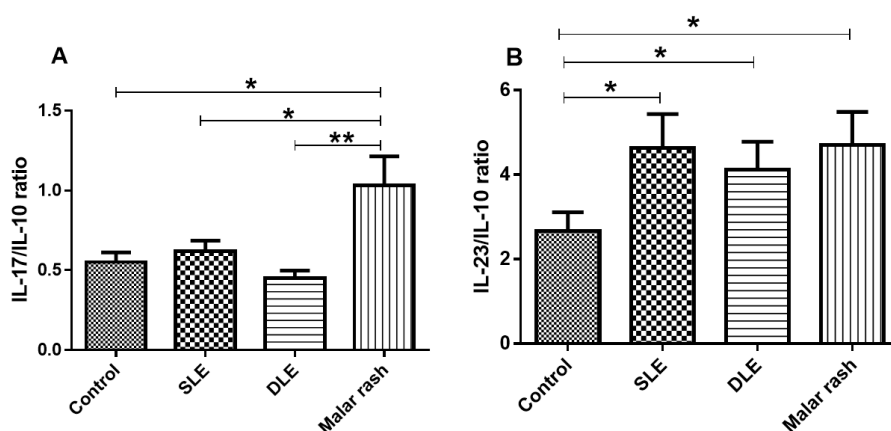 A
*
*
**
IL-17/IL-10 ratio
1.5
1.0
0.5
0.0
Control
SLE
DLE
Malar rash
B
*
*
*
IL-23/IL-10 ratio
6
4
2
0
Control
SLE
DLE
Malar rash